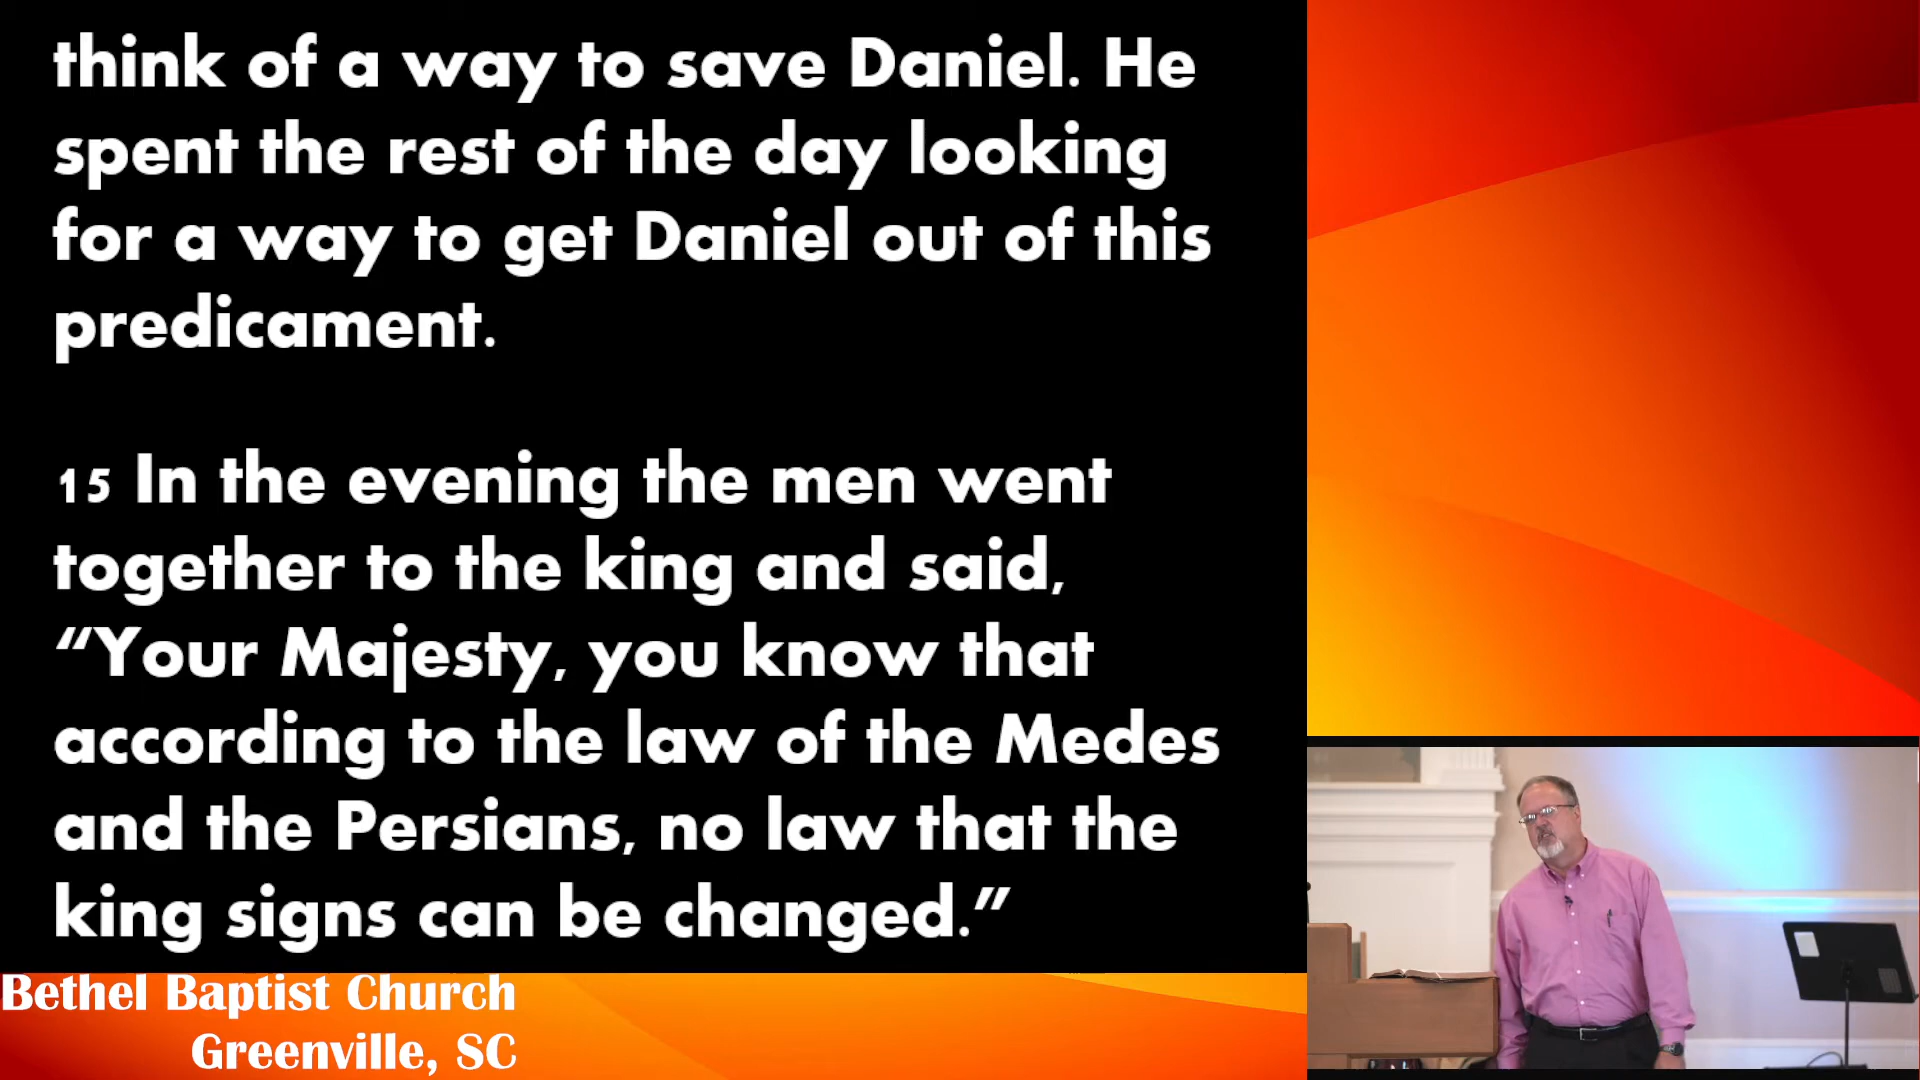 think of a way to save Daniel. He
spent the rest of the day looking
for a way to get Daniel out of this
predicament.
15 In the evening the men went
together to the king and said,
“Your Majesty, you know that
according to the law of the Medes
and the Persians, no law that the
king signs can be changed.”
Bethel Baptist Church
Greenville, SC